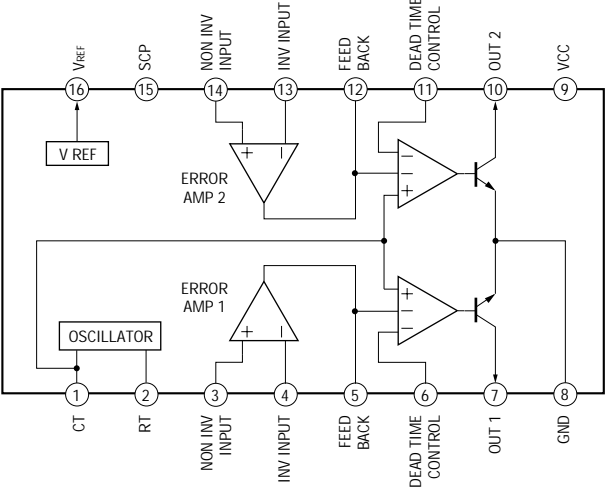 VREF
SCP
NON INV
INPUT
INV INPUT
FEED
BACK
DEAD TIME
CONTROL
OUT 2
VCC
16
15
14
13
12
11
10
9
V REF
+
−
ERROR
AMP 2
−
−
+
ERROR
AMP 1
+
−
+
−
−
OSCILLATOR
1
2
3
4
5
6
7
8
CT
RT
NON INV
INPUT
INV INPUT
FEED
BACK
DEAD TIME
CONTROL
OUT 1
GND